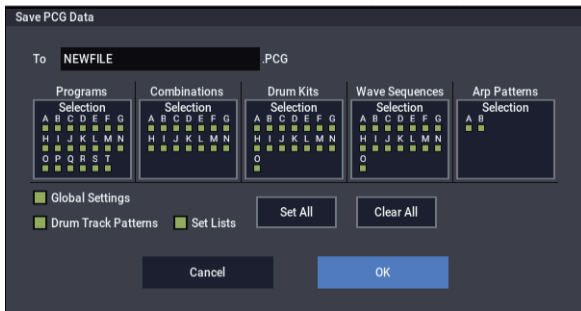 Save PCG Data
To NEWFILE .PCG
Programs Combinations Drum Kits Wave Sequences Arp Patterns
Selection Selection Selection Selection Selection
A B C D E F G A B C D E F G A B C D E F G A B C D E F G A B
H I J K L M N H I J K L M N H I J K L M N H I J K L M N
O P Q R S T O O
Global Settings
Drum Track Patterns Set Lists Set All Clear All
Cancel OK